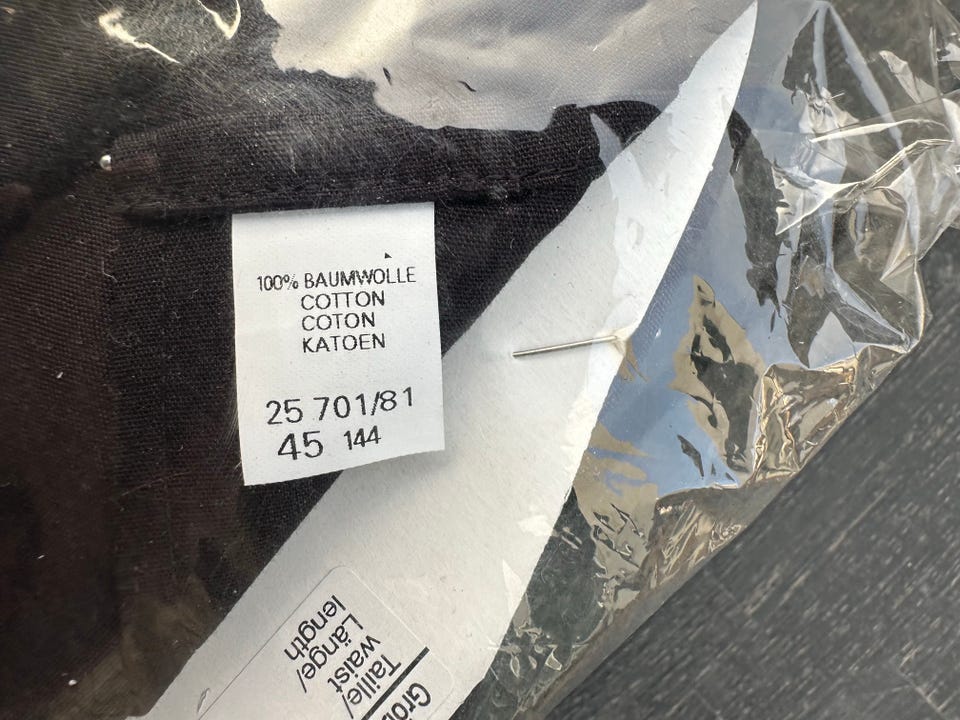 100% BAUMWOLLE
COTTON
COTON
KATOEN
25 701/81
45 144
Taille/
waist
Länge/
length